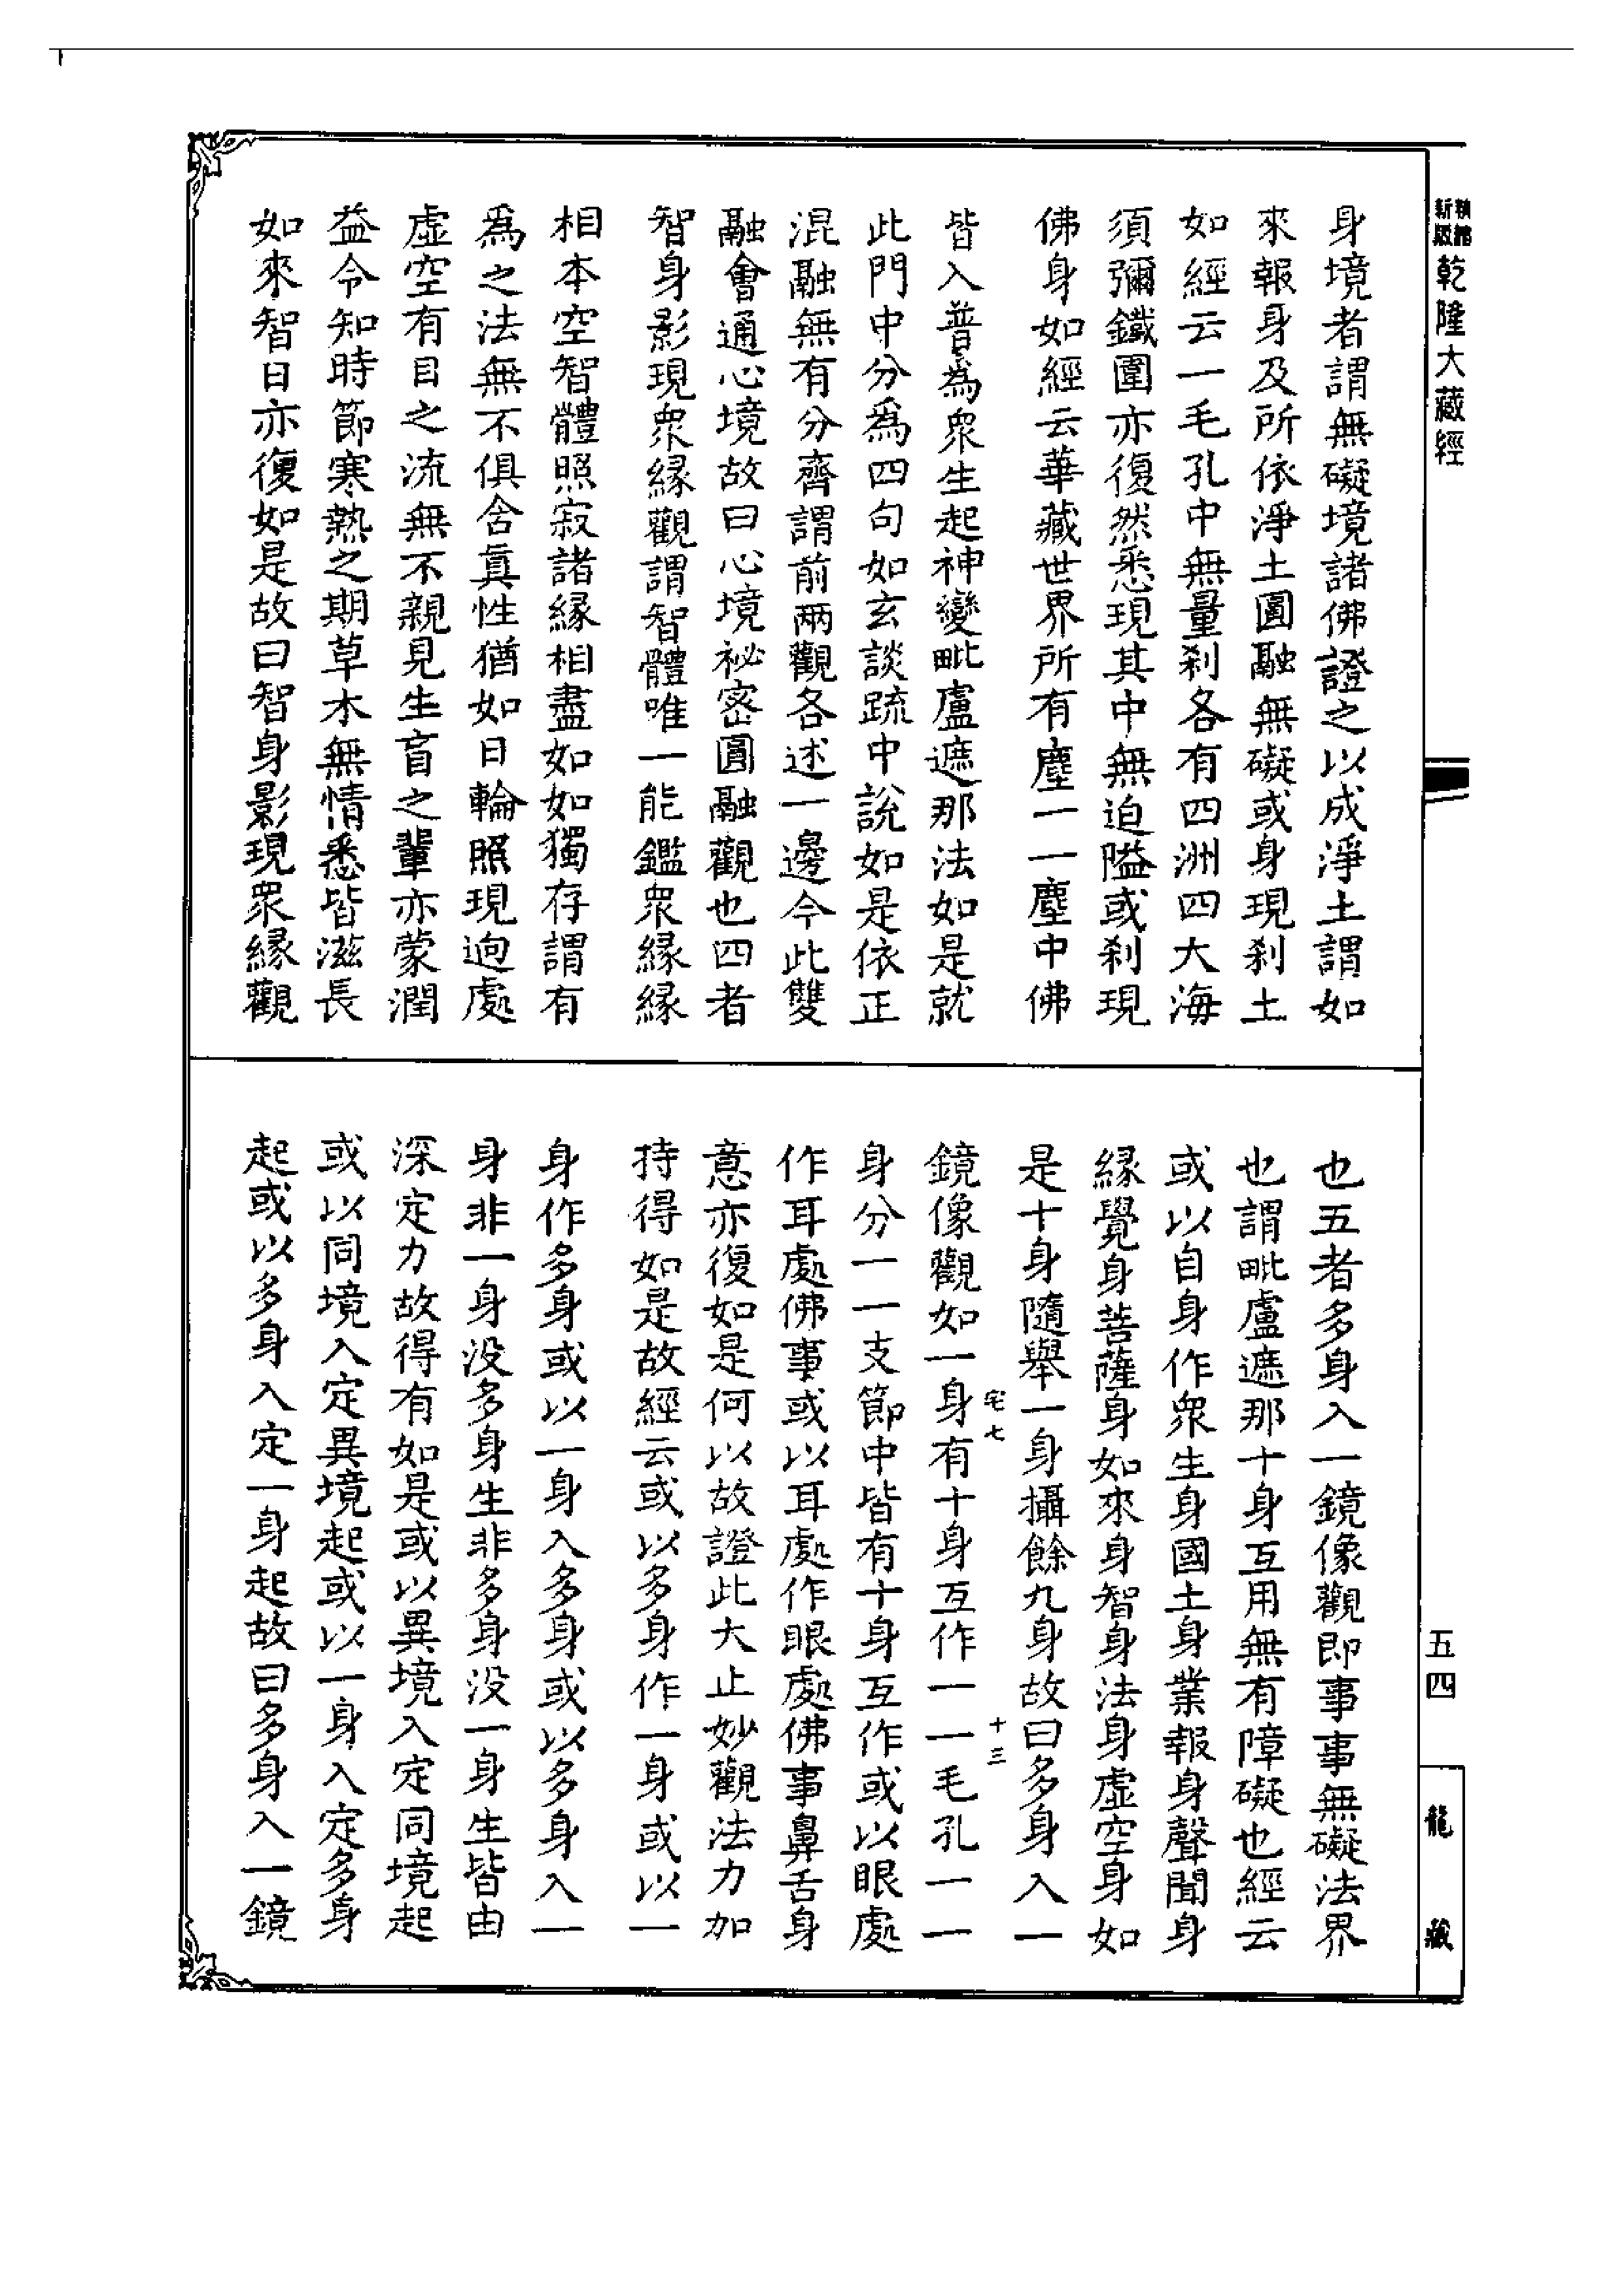 新編縮版乾隆大藏經
身境者謂無礙境諸佛證之以成淨土謂如
來報身及所依淨土圓融無礙或身現刹土
如經云一毛孔中無量刹各有四洲四大海
須彌鐵圍亦復然悉現其中無迫隘或刹現
佛身如經云華藏世界所有塵一一塵中佛
皆入普為衆生起神變毗盧遮那法如是就
此門中分為四句如玄談疏中說如是依正
混融無有分齊謂前兩觀各述一邊今此雙
融會通心境故曰心境祕密圓融觀也四者
智身影現衆緣觀謂智體唯一能鑑衆緣緣
相本空智體照寂諸緣相盡如如獨存謂有
為之法無不俱含真性猶如日輪照現迥處
虛空有目之流無不親見生盲之輩亦蒙潤
益令知時節寒熱之期草木無情悉皆滋長
如來智日亦復如是故曰智身影現衆緣觀
也五者多身入一鏡像觀即事事無礙法界
也謂毗盧遮那十身互用無有障礙也經云
或以自身作衆生身國土身業報身聲聞身
緣覺身菩薩身如來身智身法身虛空身如
是十身隨舉一身攝餘九身故曰多身入一
鏡像觀如一身有十身互作一一毛孔一一
宅七
十三
身分一一支節中皆有十身互作或以眼處
作耳處佛事或以耳處作眼處佛事鼻舌身
意亦復如是何以故證此大止妙觀法力加
持得如是故經云或以多身作一身或以一
身作多身或以一身入多身或以多身入一
身非一身没多身生非多身没一身生皆由
深定力故得有如是或以異境入定同境起
或以同境入定異境起或以一身入定多身
起或以多身入定一身起故曰多身入一鏡
五四
龍藏